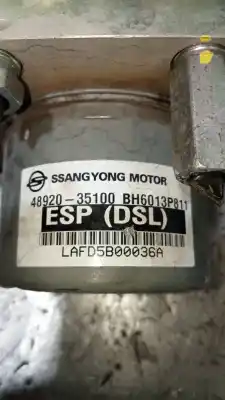 SSANGYONG MOTOR
48920-35100 BH6013P811
ESP (DSL)
LAFD5B00036A